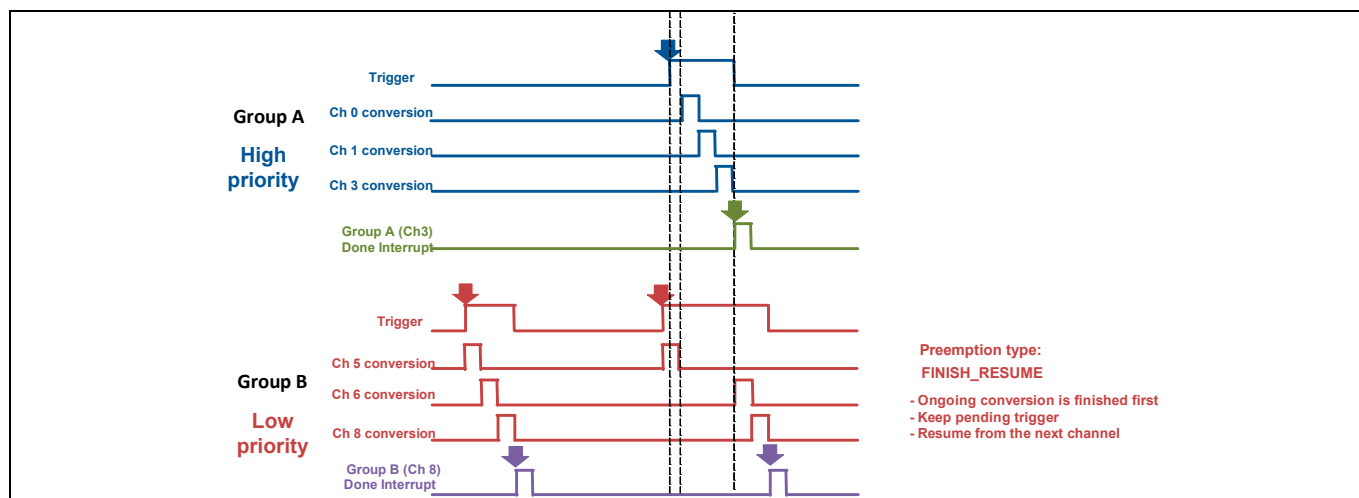 Trigger
Group A
Ch 0 conversion
High
priority
Ch 1 conversion
Ch 3 conversion
Group A (Ch3)
Done Interrupt
Trigger
Ch 5 conversion
Group B
Ch 6 conversion
Low
priority
Ch 8 conversion
Group B (Ch 8)
Done Interrupt
Preemption type:
FINISH_RESUME
- Ongoing conversion is finished first
- Keep pending trigger
- Resume from the next channel